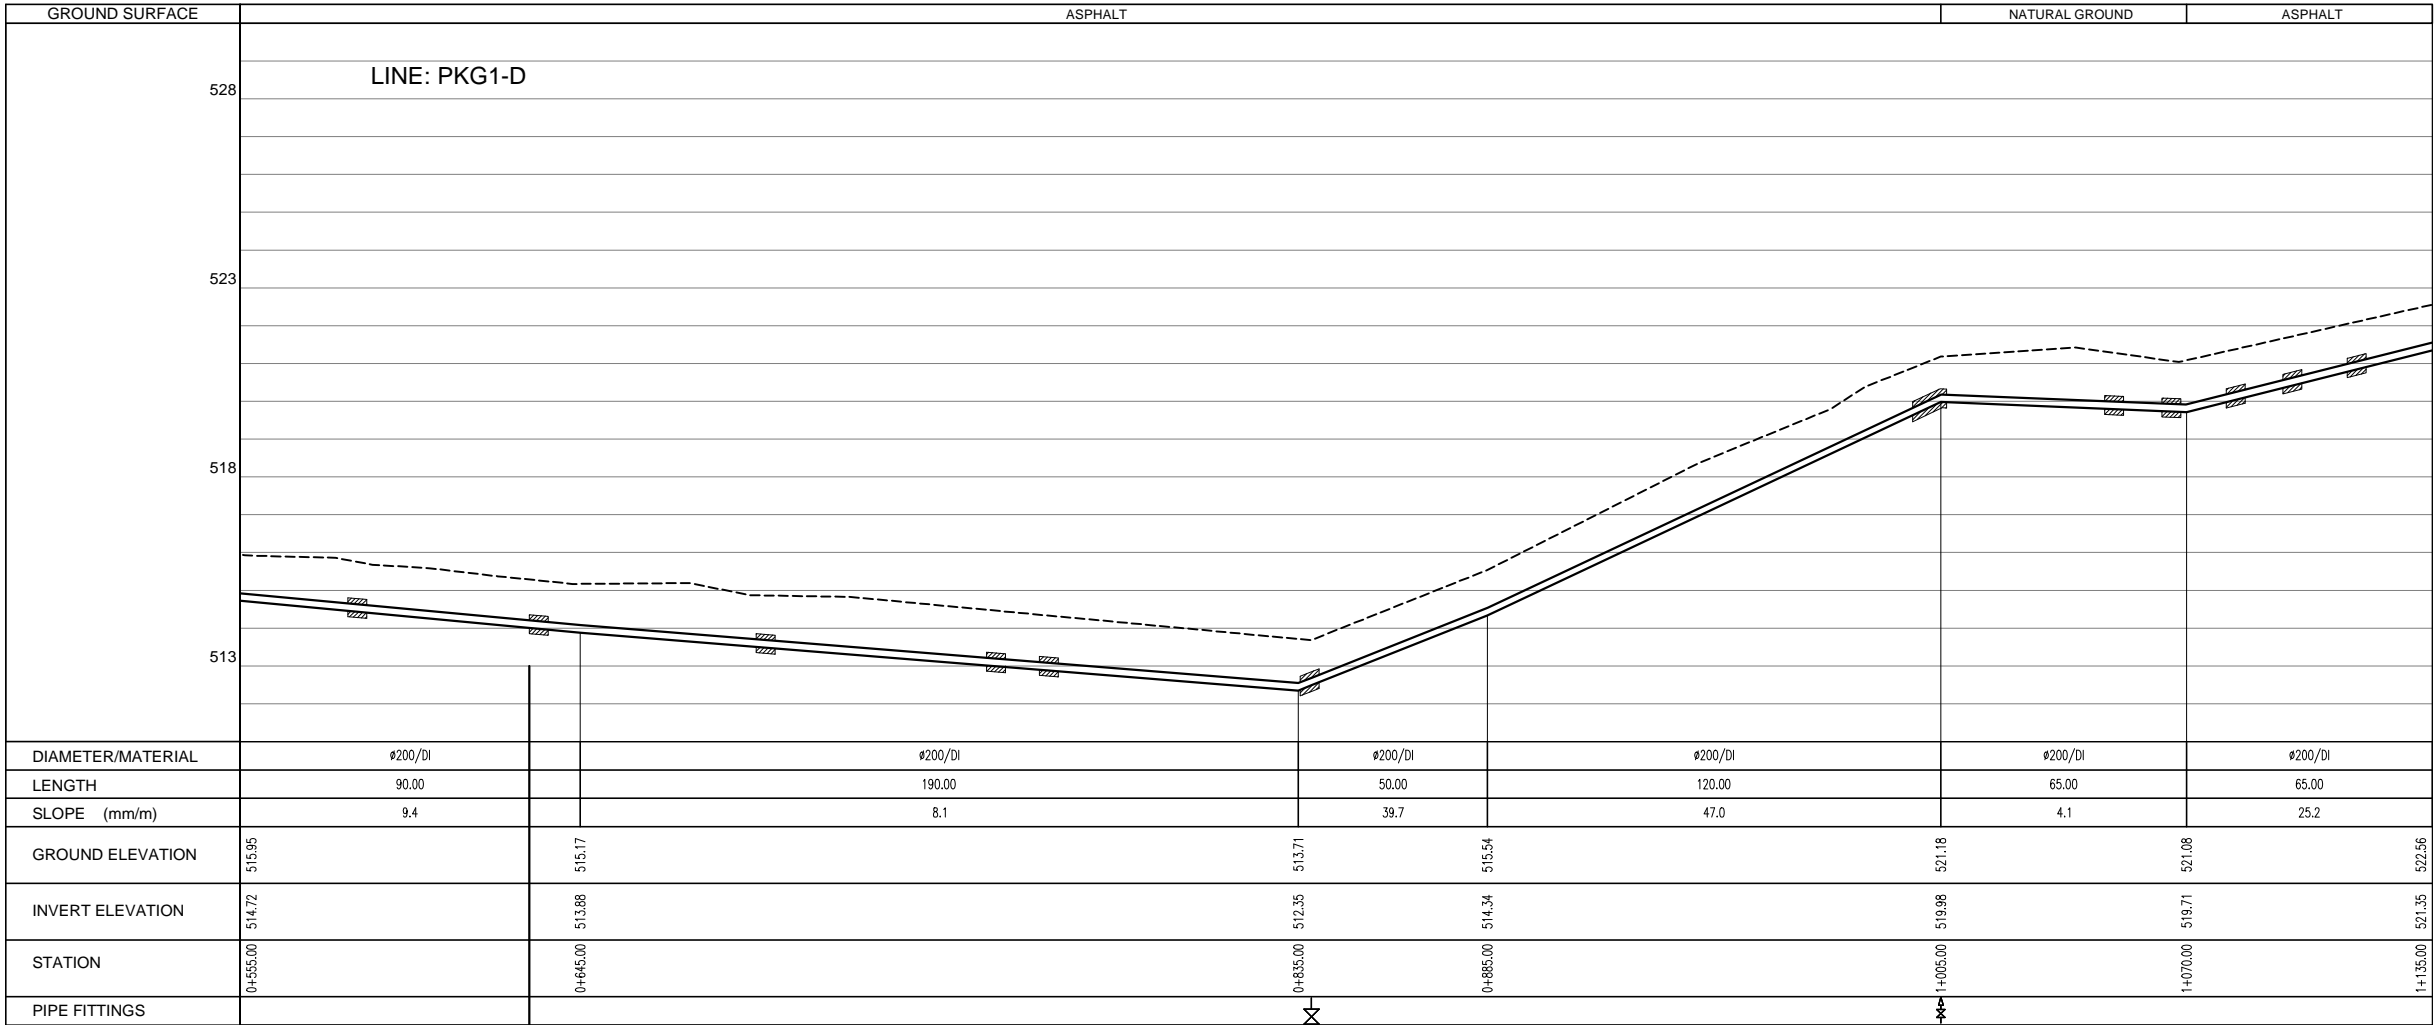 GROUND SURFACE ASPHALT NATURAL GROUND ASPHALT
LINE: PKG1-D
528
523
518
513
DIAMETER/MATERIAL ø200/DI ø200/DI ø200/DI ø200/DI ø200/DI ø200/DI
LENGTH 90.00 190.00 50.00 120.00 65.00 65.00
SLOPE (mm/m) 9.4 8.1 39.7 47.0 4.1 25.2
GROUND ELEVATION 515.95 515.17 513.71 515.54 521.18 521.08 522.56
INVERT ELEVATION 514.72 513.88 512.35 514.34 519.98 519.71 521.35
STATION 0+555.00 0+645.00 0+835.00 0+885.00 1+005.00 1+070.00 1+135.00
PIPE FITTINGS